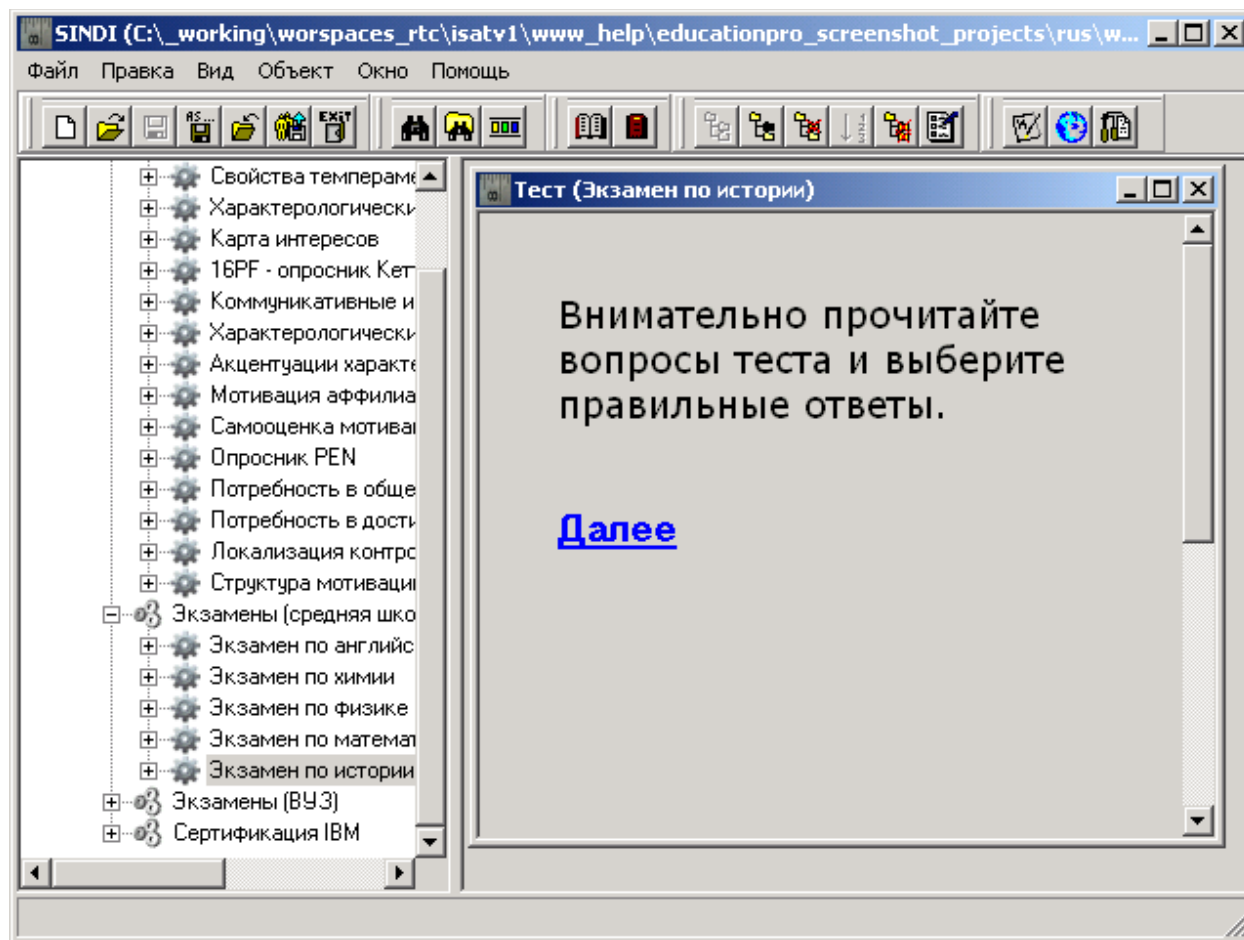 SINDI (C:\_working\worspaces_rtc\isatv1\www_help\educationpro_screenshot_projects\rus\w...
Файл Правка Вид Объект Окно Помощь
AS... EXIT
Свойства темпераме
Характерологически
Карта интересов
16PF - опросник Кет
Коммуникативные и
Характерологически
Акцентуации характе
Мотивация аффилиа
Самооценка мотива
Опросник PEN
Потребность в обще
Потребность в дости
Локализация контро
Структура мотиваци
Экзамены (средняя шко
Экзамен по английс
Экзамен по химии
Экзамен по физике
Экзамен по математ
Экзамен по истории
Экзамены (ВУЗ)
Сертификация IBM
Тест (Экзамен по истории)
Внимательно прочитайте
вопросы теста и выберите
правильные ответы.
Далее